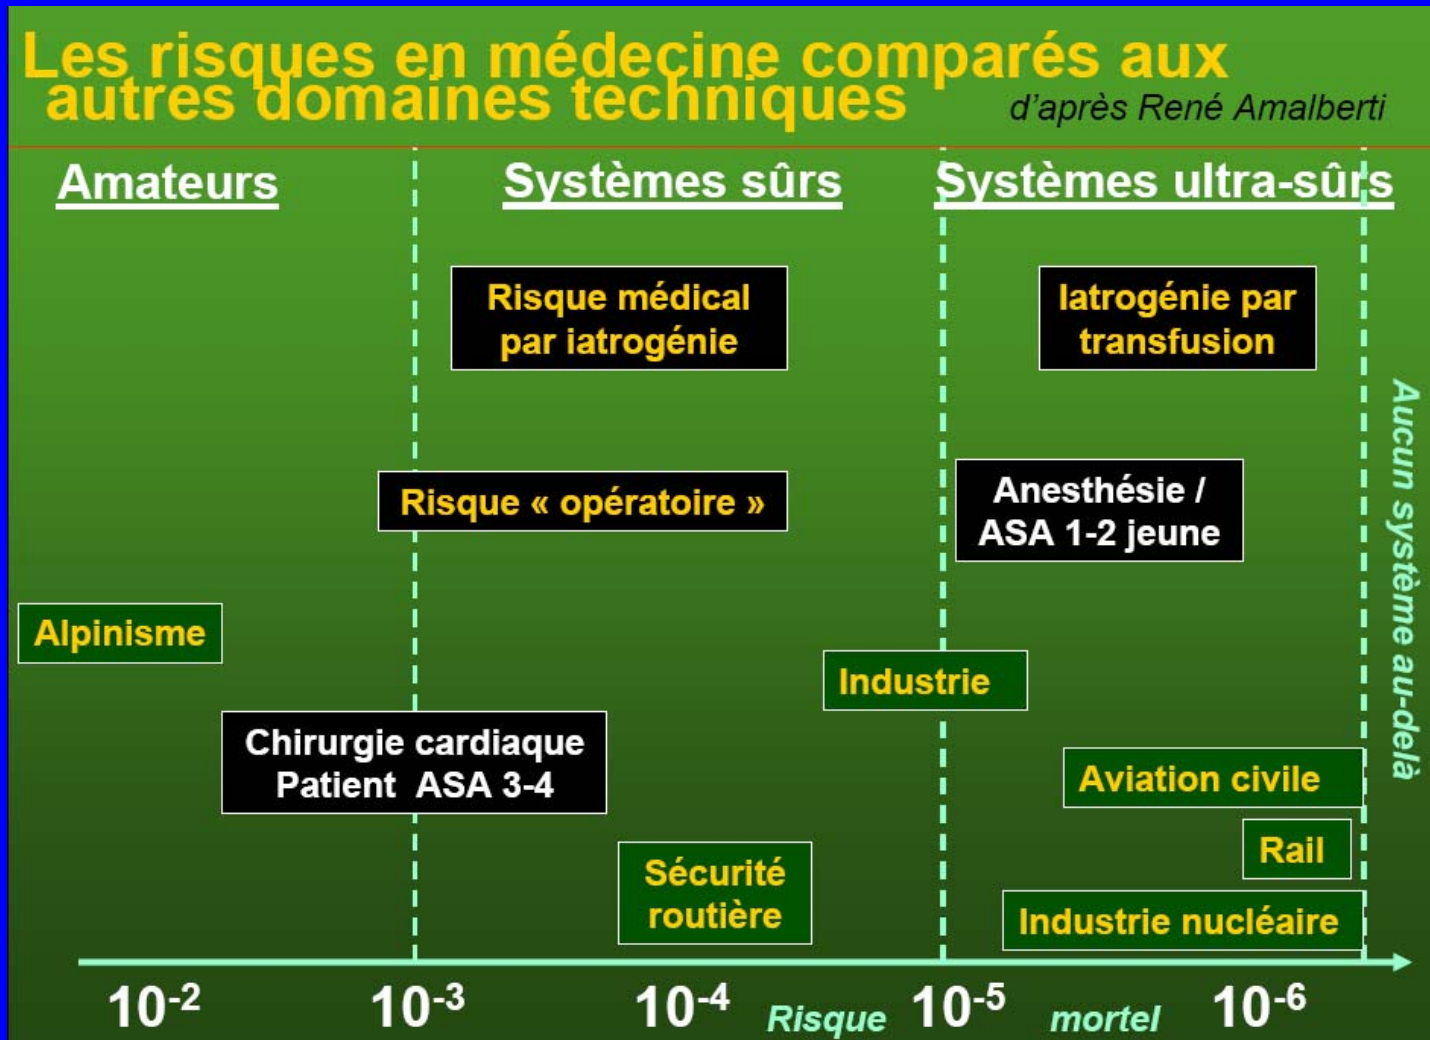 Les risques en médecine comparés aux
autres domaines techniques
d'après René Amalberti
Amateurs
Systèmes sûrs
Systèmes ultra-sûrs
Risque médical
par iatrogénie
Iatrogénie par
transfusion
Risque « opératoire »
Anesthésie /
ASA 1-2 jeune
Aucun système au-delà
Alpinisme
Industrie
Chirurgie cardiaque
Patient ASA 3-4
Aviation civile
Rail
Sécurité
routière
Industrie nucléaire
10⁻² 10⁻³ 10⁻⁴ Risque 10⁻⁵ mortel 10⁻⁶